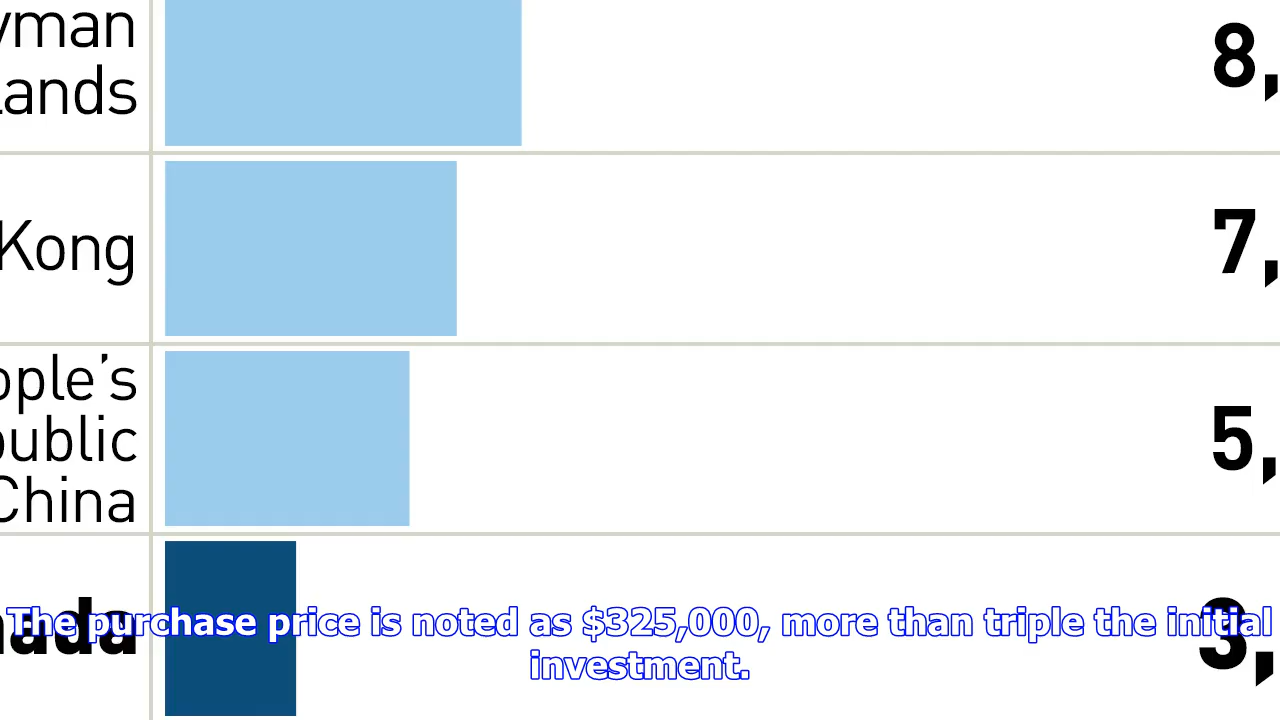 yman
8,
lands
Kong
7,
ople's
public
China
5,
nada
3,
The purchase price is noted as $325,000, more than triple the initial
investment.